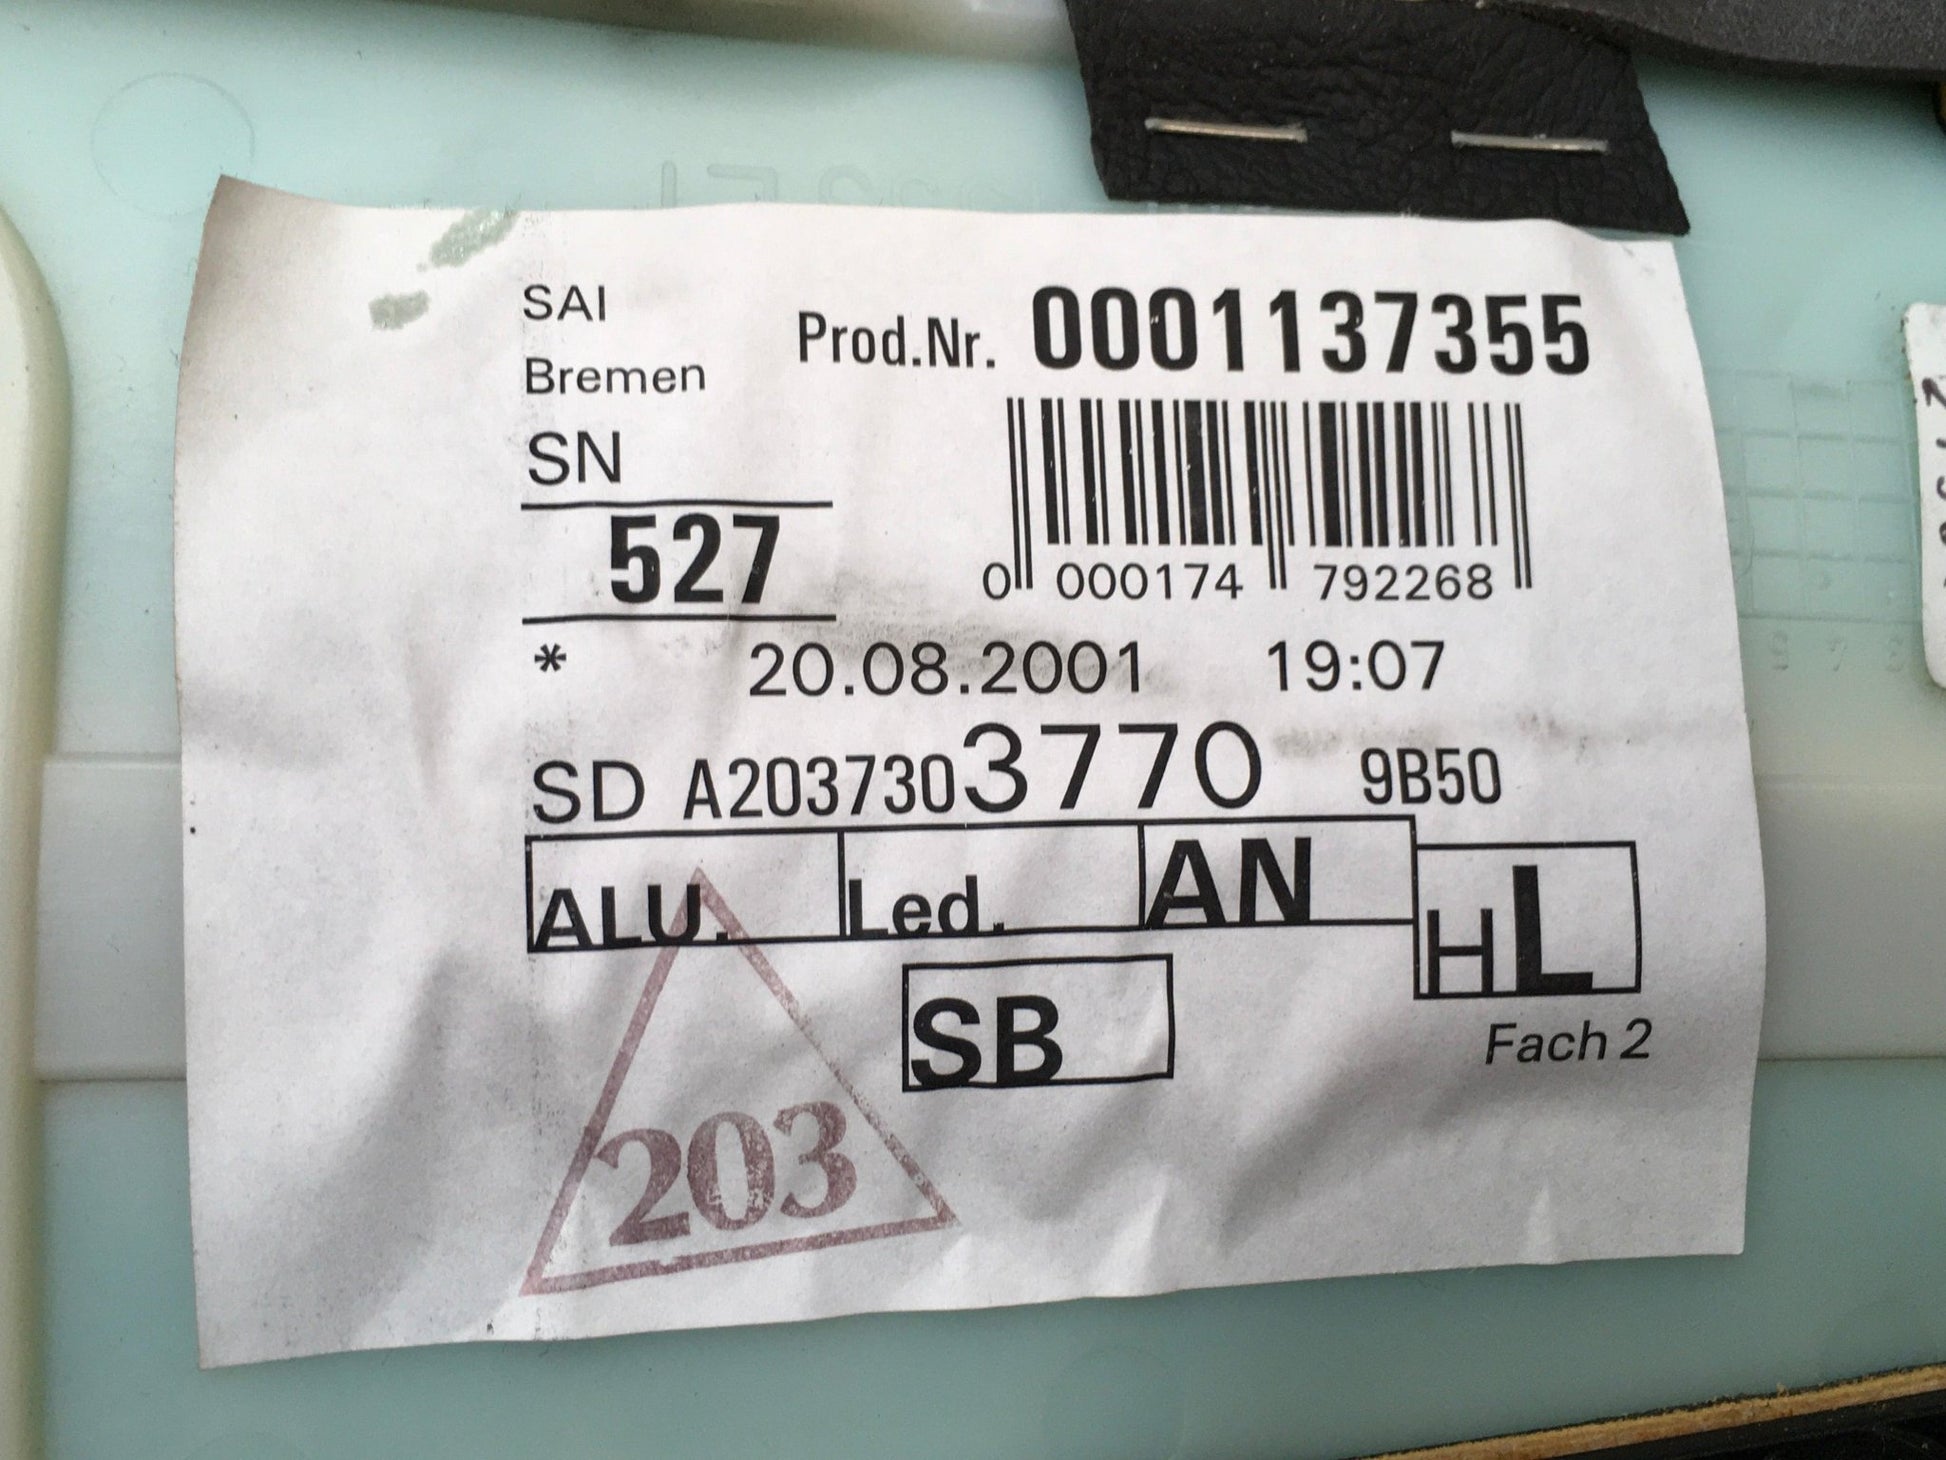 SAI
Bremen
Prod.Nr. 0001137355
SN
527
0 000174 792268
* 20.08.2001 19:07
SD A2037303770 9B50
ALU. Led. AN HL
SB
Fach 2
203